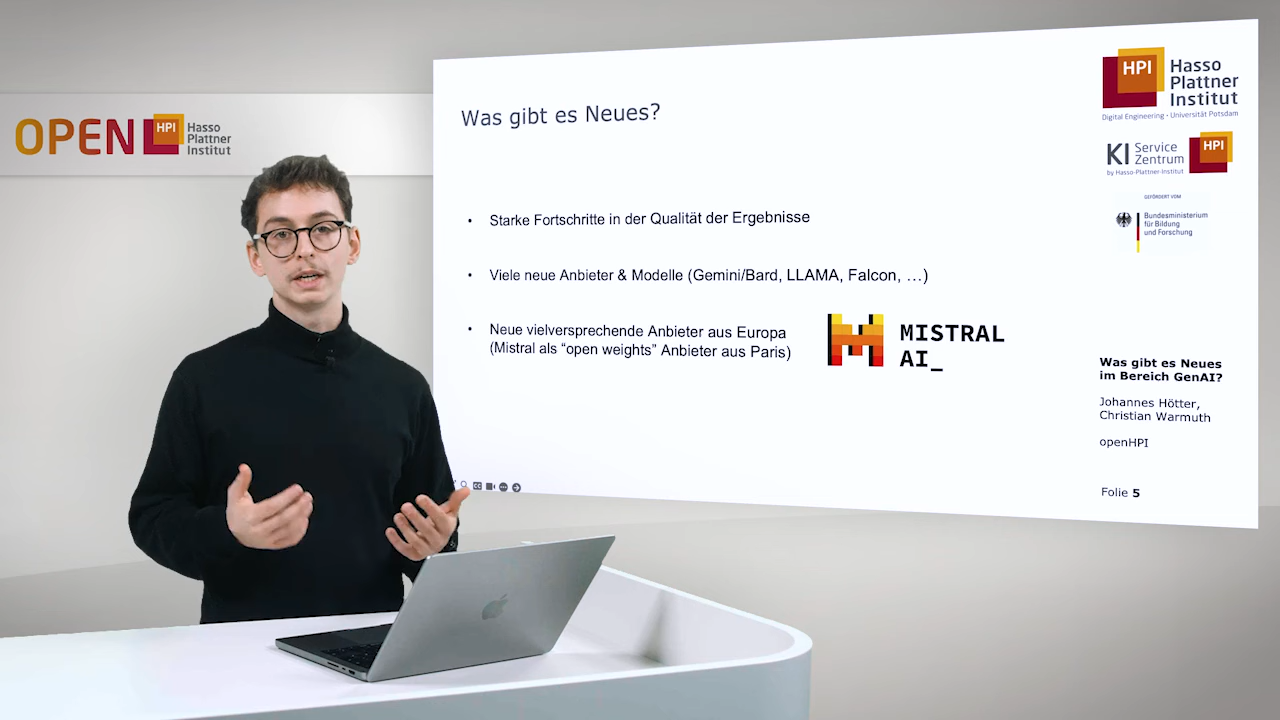 OPEN HPI Hasso
Plattner
Institut
Was gibt es Neues?
• Starke Fortschritte in der Qualität der Ergebnisse
• Viele neue Anbieter & Modelle (Gemini/Bard, LLAMA, Falcon, …)
• Neue vielversprechende Anbieter aus Europa
(Mistral als “open weights” Anbieter aus Paris)
MISTRAL
AI_
HPI Hasso
Plattner
Institut
Digital Engineering • Universität Potsdam
KI Service
Zentrum
by Hasso-Plattner-Institut
HPI
GEFÖRDERT VOM
Bundesministerium
für Bildung
und Forschung
Was gibt es Neues
im Bereich GenAI?
Johannes Hötter,
Christian Warmuth
openHPI
Folie 5